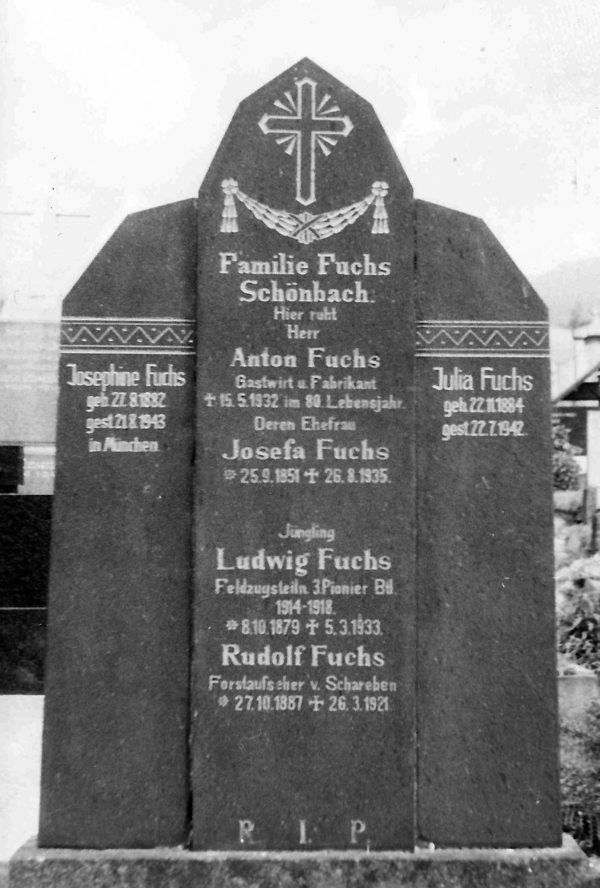 Familie Fuchs
Schönbach.
Hier ruht
Herr
Anton Fuchs
Gastwirt u. Fabrikant
✝ 15.5.1932 im 80. Lebensjahr.
Deren Ehefrau
Josefa Fuchs
* 25.9.1851 ✝ 26.8.1935.
Jüngling
Ludwig Fuchs
Feldzugsteiln. 3. Pionier Btl.
1914-1918.
* 8.10.1879 ✝ 5.3.1933.
Rudolf Fuchs
Forstaufseher v. Schareben
* 27.10.1887 ✝ 26.3.1921.
R. I. P.
Josephine Fuchs
geb. 27.8.1882
gest. 21.8.1943
in München.
Julia Fuchs
geb. 22.11.1884
gest. 22.7.1942.